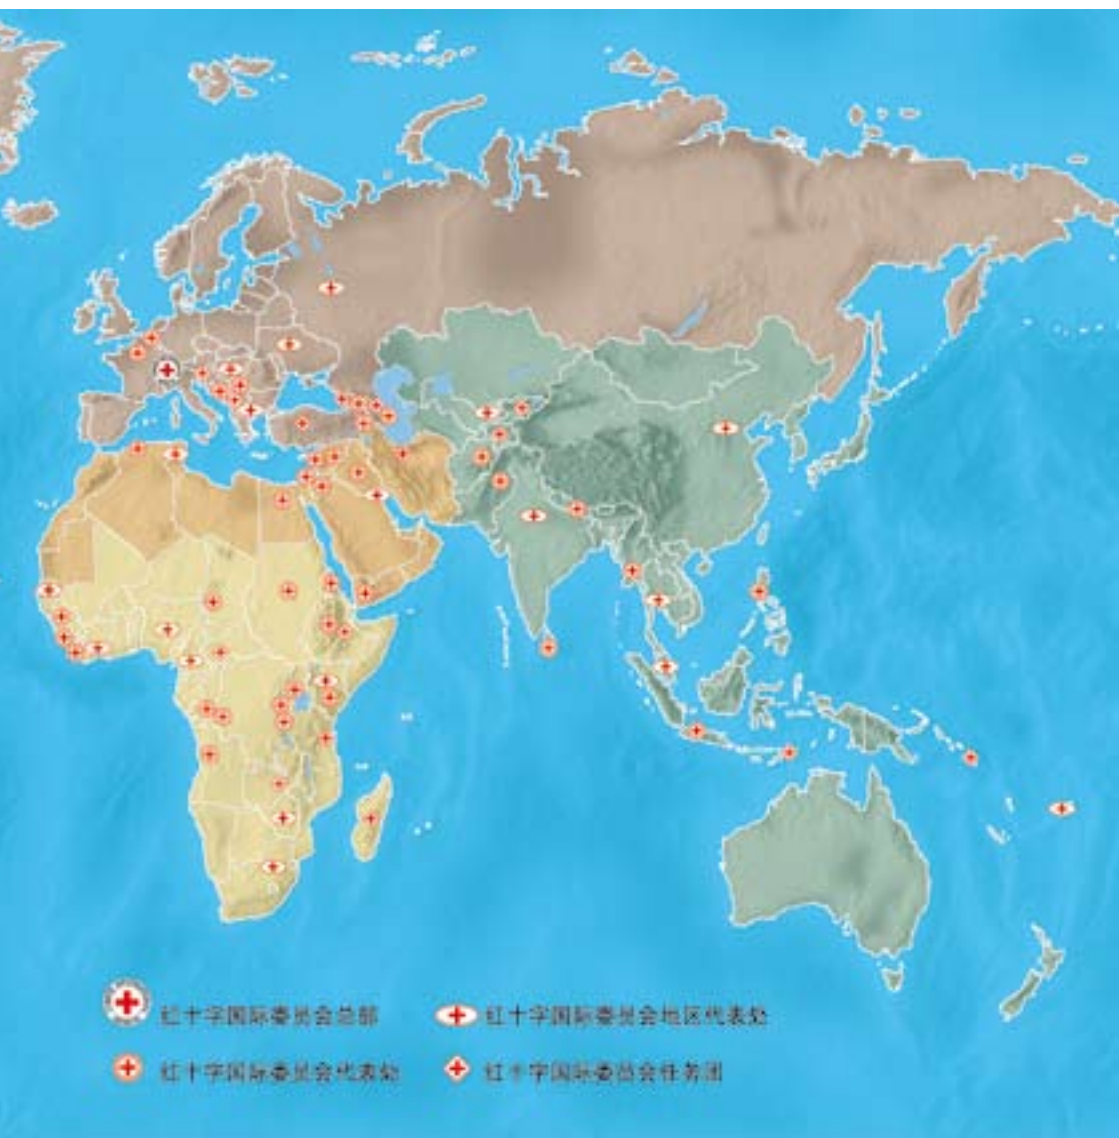 红十字国际委员会总部
红十字国际委员会地区代表处
红十字国际委员会代表处
红十字国际委员会任务团